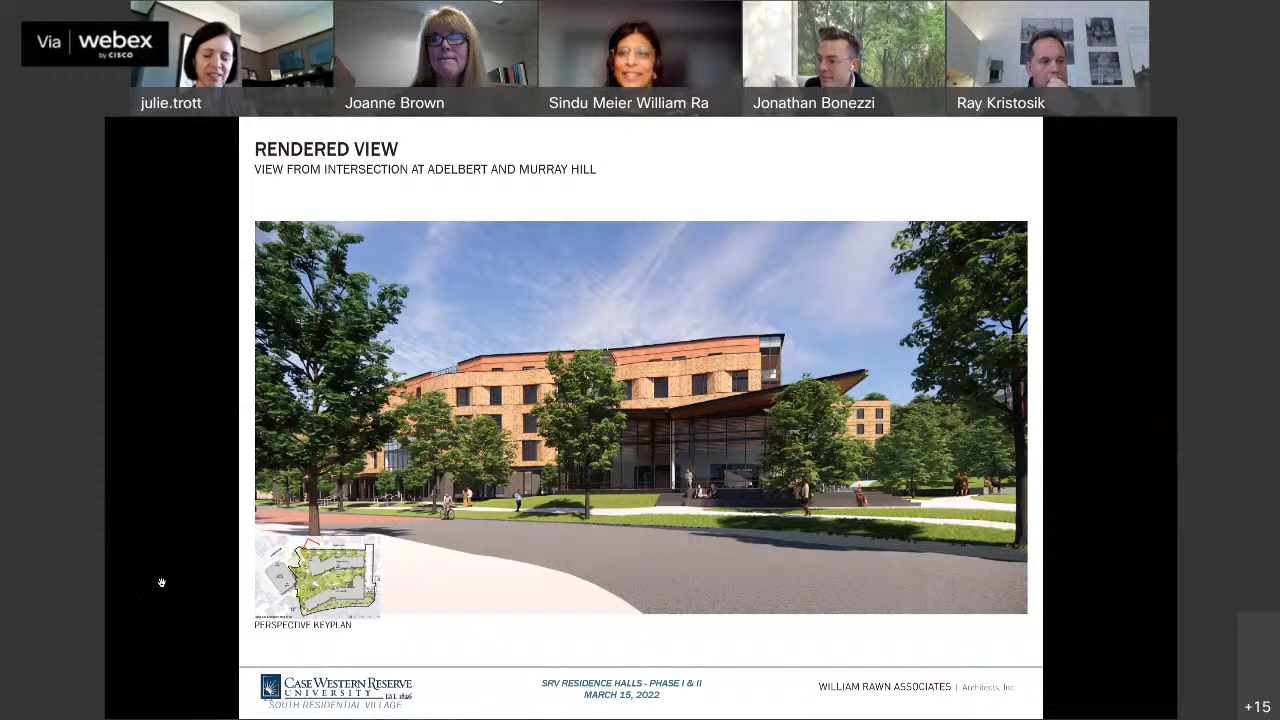 Via webex
by CISCO
julie.trott
Joanne Brown
Sindu Meier William Ra
Jonathan Bonezzi
Ray Kristosik
RENDERED VIEW
VIEW FROM INTERSECTION AT ADELBERT AND MURRAY HILL
PERSPECTIVE KEYPLAN
CASE WESTERN RESERVE
UNIVERSITY EST. 1826
SOUTH RESIDENTIAL VILLAGE
SRV RESIDENCE HALLS - PHASE I & II
MARCH 15, 2022
WILLIAM RAWN ASSOCIATES | Architects, Inc
+15